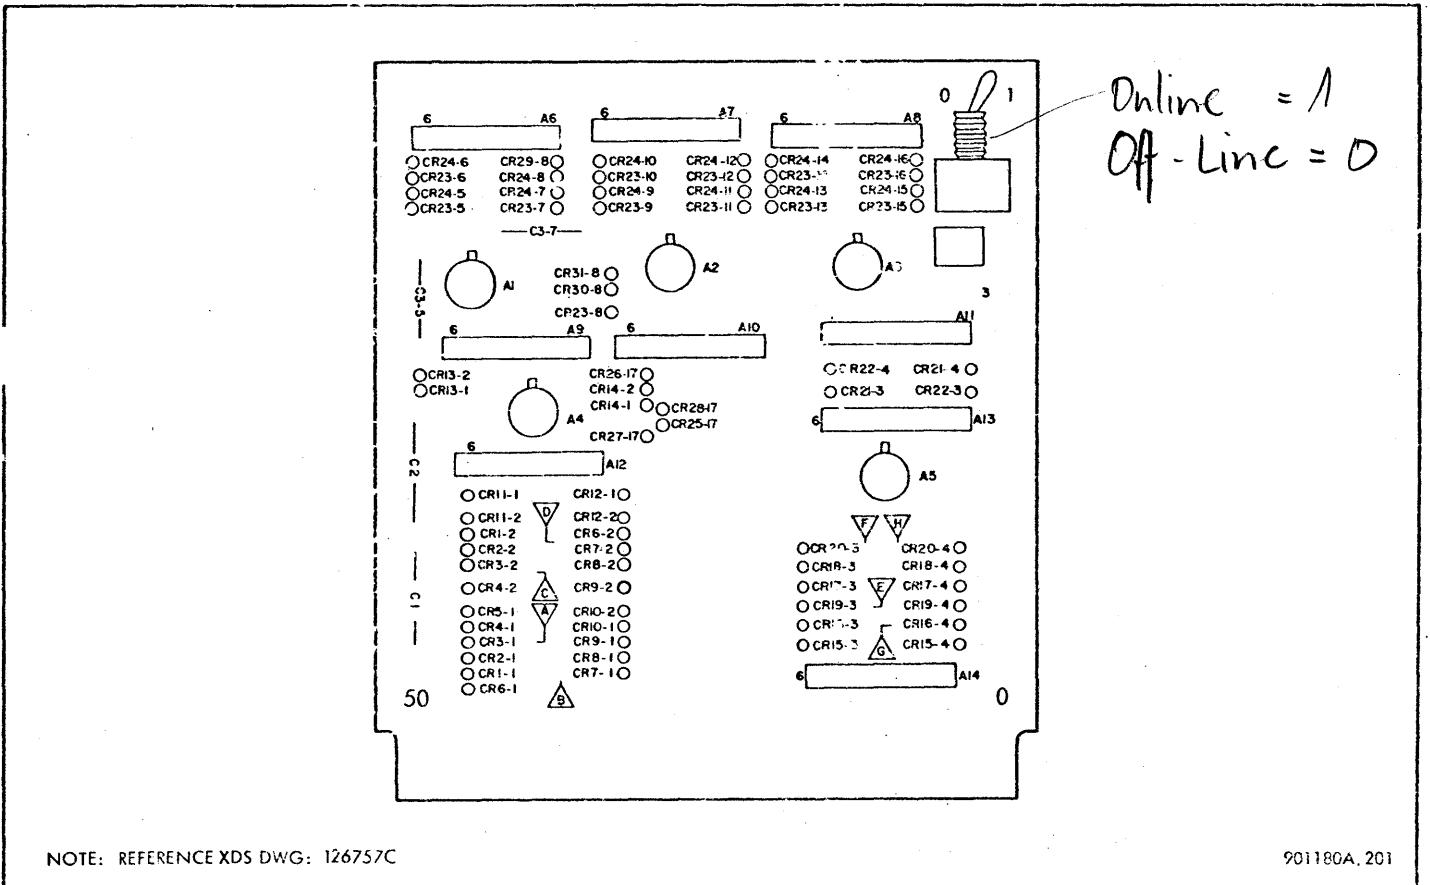 0 1
Online = 1
Off-Line = 0
6 A6 6 A7 6 A8
CR24-6 CR29-8 CR24-10 CR24-12 CR24-14 CR24-16
CR23-6 CR24-8 CR23-10 CR23-12 CR23-16
CR24-5 CR24-7 CR24-9 CR24-11 CR24-13 CR24-15
CR23-5 CR23-7 CR23-9 CR23-11 CR23-13 CR23-15
C3-7
A1 CR31-8 A2
CR30-8
C3-5 CR23-8 3
6 A9 6 A10 A11
CR13-2 CR26-17 CR22-4 CR21-4
CR13-1 CR14-2 CR21-3 CR22-3
CR14-1 CR28-17
A4 CR25-17 6 A13
CR27-17
6 A12
C2 A5
CR11-1 CR12-1
CR11-2 D CR12-2 F H
CR1-2 CR6-2
CR2-2 CR7-2 CR20-4
CR3-2 CR8-2 CR18-3 CR18-4
CR4-2 C CR9-2 E CR17-4
C1 CR5-1 A CR10-2 CR19-3 CR19-4
CR4-1 CR10-1 CR16-4
CR3-1 CR9-1 CR15-3 G CR15-4
CR2-1 CR8-1
CR1-1 CR7-1 6 A14
CR6-1 B
50 0
NOTE: REFERENCE XDS DWG: 126757C 901180A. 201